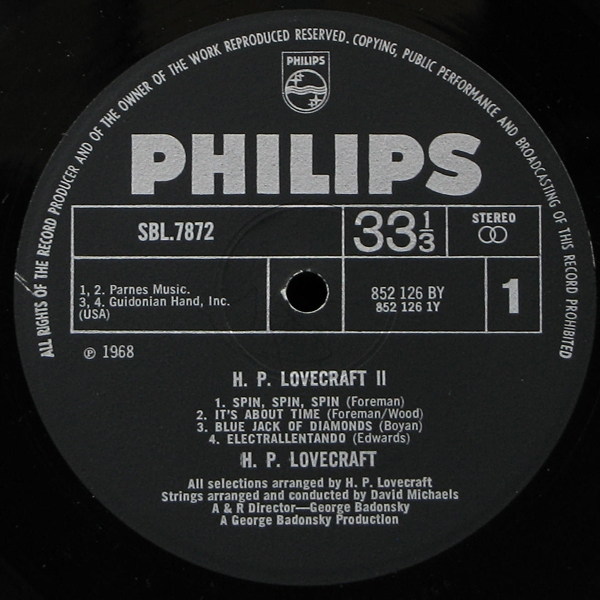 ALL RIGHTS OF THE RECORD PRODUCER AND OF THE OWNER OF THE WORK REPRODUCED RESERVED. COPYING, PUBLIC PERFORMANCE AND BROADCASTING OF THIS RECORD PROHIBITED
PHILIPS
PHILIPS
SBL.7872
33 1/3
STEREO
1, 2. Parnes Music.
3, 4. Guidonian Hand, Inc.
(USA)
852 126 BY
852 126 1Y
1
℗ 1968
H. P. LOVECRAFT II
1. SPIN, SPIN, SPIN (Foreman)
2. IT'S ABOUT TIME (Foreman/Wood)
3. BLUE JACK OF DIAMONDS (Boyan)
4. ELECTRALLENTANDO (Edwards)
H. P. LOVECRAFT
All selections arranged by H. P. Lovecraft
Strings arranged and conducted by David Michaels
A & R Director—George Badonsky
A George Badonsky Production